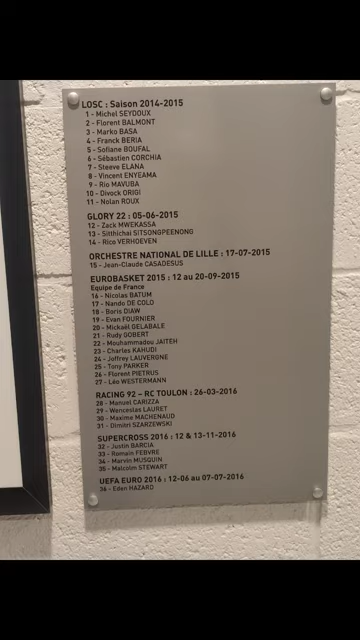 LOSC : Saison 2014-2015
1 - Michel SEYDOUX
2 - Florent BALMONT
3 - Marko BASA
4 - Franck BERIA
5 - Sofiane BOUFAL
6 - Sébastien CORCHIA
7 - Steeve ELANA
8 - Vincent ENYEAMA
9 - Rio MAVUBA
10 - Divock ORIGI
11 - Nolan ROUX
GLORY 22 : 05-06-2015
12 - Zack MWEKASSA
13 - Sitthichai SITSONGPEENONG
14 - Rico VERHOEVEN
ORCHESTRE NATIONAL DE LILLE : 17-07-2015
15 - Jean-Claude CASADESUS
EUROBASKET 2015 : 12 au 20-09-2015
Equipe de France
16 - Nicolas BATUM
17 - Nando DE COLO
18 - Boris DIAW
19 - Evan FOURNIER
20 - Mickaël GELABALE
21 - Rudy GOBERT
22 - Mouhammadou JAITEH
23 - Charles KAHUDI
24 - Joffrey LAUVERGNE
25 - Tony PARKER
26 - Florent PIETRUS
27 - Léo WESTERMANN
RACING 92 – RC TOULON : 26-03-2016
28 - Manuel CARIZZA
29 - Wenceslas LAURET
30 - Maxime MACHENAUD
31 - Dimitri SZARZEWSKI
SUPERCROSS 2016 : 12 & 13-11-2016
32 - Justin BARCIA
33 - Romain FEBVRE
34 - Marvin MUSQUIN
35 - Malcolm STEWART
UEFA EURO 2016 : 12-06 au 07-07-2016
36 - Eden HAZARD